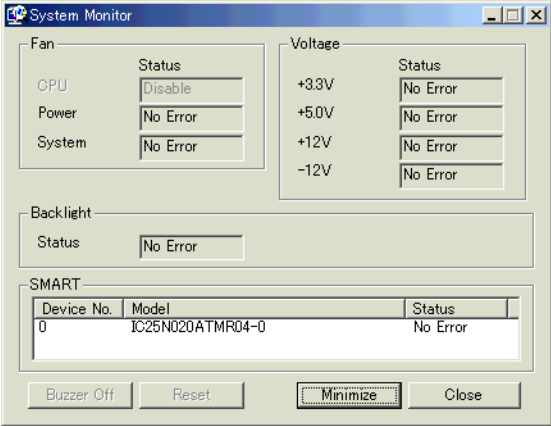 System Monitor
Fan
Status
CPU Disable
Power No Error
System No Error
Voltage
Status
+3.3V No Error
+5.0V No Error
+12V No Error
-12V No Error
Backlight
Status No Error
SMART
Device No. Model Status
0 IC25N020ATMR04-0 No Error
Buzzer Off Reset Minimize Close